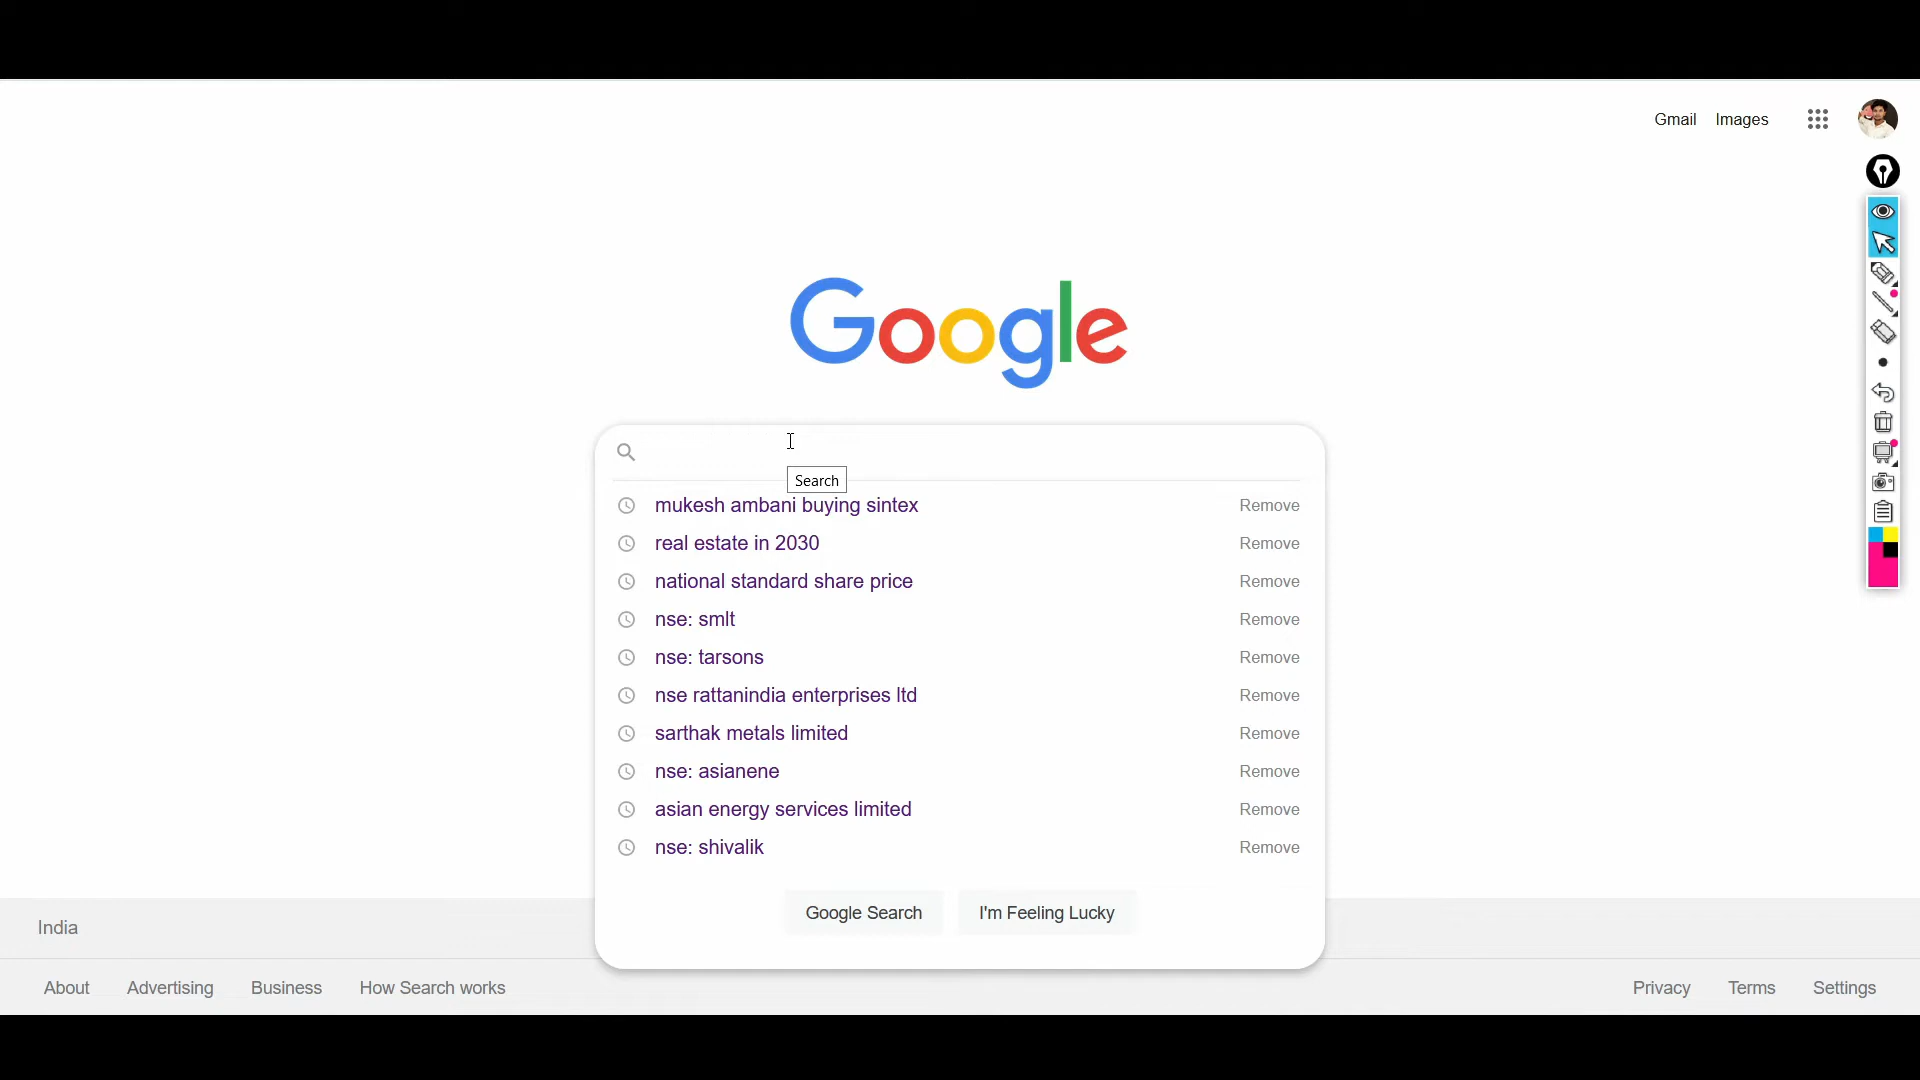 Gmail Images
Google
Search
mukesh ambani buying sintex Remove
real estate in 2030 Remove
national standard share price Remove
nse: smlt Remove
nse: tarsons Remove
nse rattanindia enterprises ltd Remove
sarthak metals limited Remove
nse: asianene Remove
asian energy services limited Remove
nse: shivalik Remove
Google Search I'm Feeling Lucky
India
About Advertising Business How Search works Privacy Terms Settings